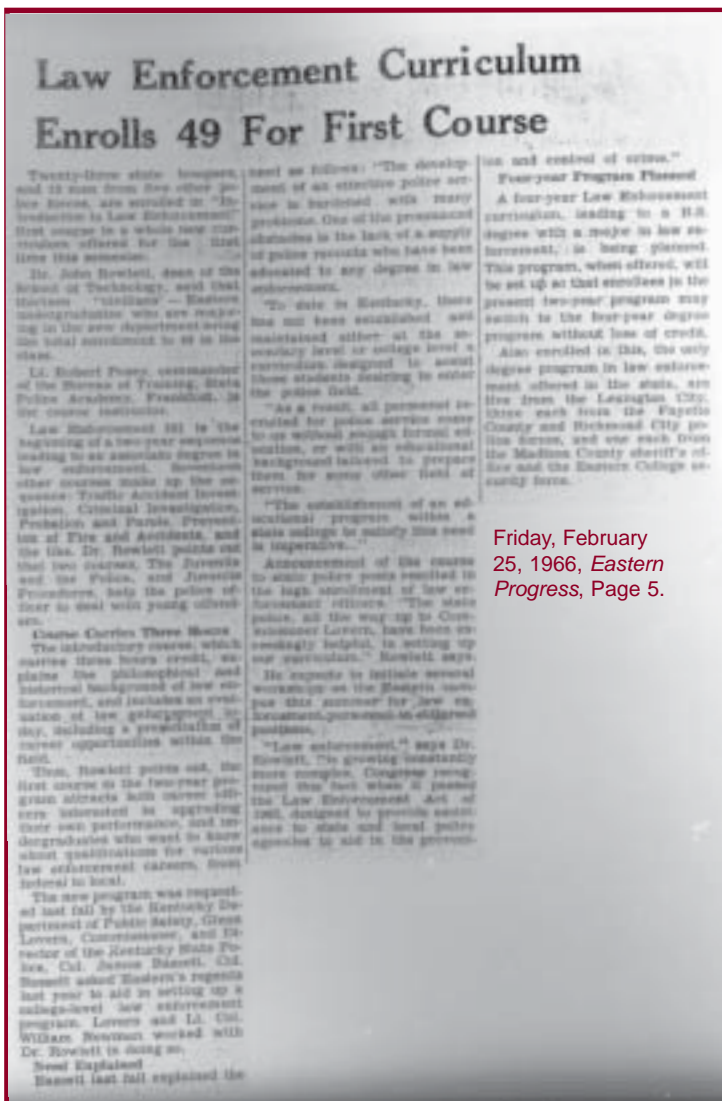 Law Enforcement Curriculum
Enrolls 49 For First Course
Twenty-three state troopers,
and 13 men from five other po-
lice forces, are enrolled in "In-
troduction to Law Enforcement,"
first course in a whole new cur-
riculum offered for the first
time this semester.
Dr. John Rowlett, dean of the
School of Technology, said that
thirteen "civilians" — Eastern
undergraduates who are major-
ing in the new department bring
the total enrollment to 49 in the
class.
Lt. Robert Posey, commander
of the Bureau of Training, State
Police Academy, Frankfort, is
the course instructor.
Law Enforcement 101 is the
beginning of a two-year sequence
leading to an associate degree in
law enforcement. Seventeen
other courses make up the se-
quence: Traffic Accident Invest-
igation, Criminal Investigation,
Probation and Parole, Prevent-
ion of Fire and Accidents, and
the like. Dr. Rowlett points out
that two courses, The Juvenile
and the Police, and Juvenile
Procedures, help the police of-
ficer to deal with young offend-
ers.
Course Carries Three Hours
The introductory course, which
carries three hours credit, ex-
plains the philosophical and
historical background of law en-
forcement, and includes an eval-
uation of law enforcement to-
day, including a presentation of
career opportunities within the
field.
Thus, Rowlett points out, the
first course in the two-year pro-
gram attracts both career offi-
cers interested in upgrading
their own performance, and un-
dergraduates who want to know
about qualifications for various
law enforcement careers, from
federal to local.
The new program was request-
ed last fall by the Kentucky De-
partment of Public Safety, Glenn
Lovern, Commissioner, and Di-
rector of the Kentucky State Po-
lice, Col. James Bassett. Col.
Bassett asked Eastern's regents
last year to aid in setting up a
college-level law enforcement
program. Lovern and Lt. Col.
William Newman worked with
Dr. Rowlett in doing so.
Need Explained
Bassett last fall explained the
need as follows: "The develop-
ment of an effective police ser-
vice is burdened with many
problems. One of the pronounced
obstacles is the lack of a supply
of police recruits who have been
educated to any degree in law
enforcement.
"To date in Kentucky, there
has not been established and
maintained either at the se-
condary level or college level a
curriculum designed to assist
those students desiring to enter
the police field.
"As a result, all personnel re-
cruited for police service come
to us without enough formal ed-
ucation, or with an educational
background tailored to prepare
them for some other field of
service.
"The establishment of an ed-
ucational program within a
state college to satisfy this need
is imperative..."
Announcement of the course
to state police posts resulted in
the high enrollment of law en-
forcement officers. "The state
police, all the way up to Com-
missioner Lovern, have been ex-
ceedingly helpful, in setting up
our curriculum," Rowlett says.
He expects to initiate several
workshops on the Eastern cam-
pus this summer for law en-
forcement personnel in different
positions.
"Law enforcement," says Dr.
Rowlett, "is growing constantly
more complex. Congress recog-
nized this fact when it passed
the Law Enforcement Act of
1965, designed to provide assist-
ance to state and local police
agencies to aid in the prevent-
ion and control of crime."
Four-year Program Planned
A four-year Law Enforcement
curriculum, leading to a B.S.
degree with a major in law en-
forcement, is being planned.
This program, when offered, will
be set up so that enrollees in the
present two-year program may
switch to the four-year degree
program without loss of credit.
Also enrolled in this, the only
degree program in law enforce-
ment offered in the state, are
five from the Lexington City,
three each from the Fayette
County and Richmond City po-
lice forces, and one each from
the Madison County sheriff's of-
fice and the Eastern College se-
curity force.
Friday, February
25, 1966, Eastern
Progress, Page 5.